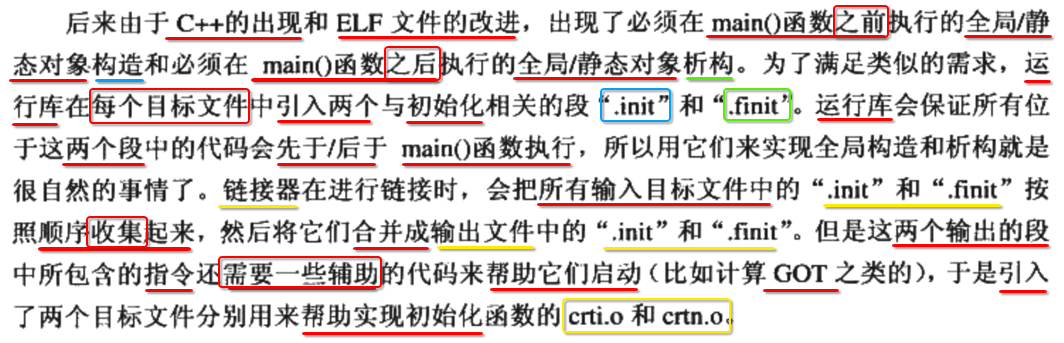 后来由于 C++的出现和 ELF 文件的改进，出现了必须在 main()函数之前执行的全局/静
态对象构造和必须在 main()函数之后执行的全局/静态对象析构。为了满足类似的需求，运
行库在每个目标文件中引入两个与初始化相关的段“.init”和“.finit”。运行库会保证所有位
于这两个段中的代码会先于/后于 main()函数执行，所以用它们来实现全局构造和析构就是
很自然的事情了。链接器在进行链接时，会把所有输入目标文件中的“.init”和“.finit”按
照顺序收集起来，然后将它们合并成输出文件中的“.init”和“.finit”。但是这两个输出的段
中所包含的指令还需要一些辅助的代码来帮助它们启动（比如计算 GOT 之类的），于是引入
了两个目标文件分别用来帮助实现初始化函数的 crti.o 和 crtn.o。